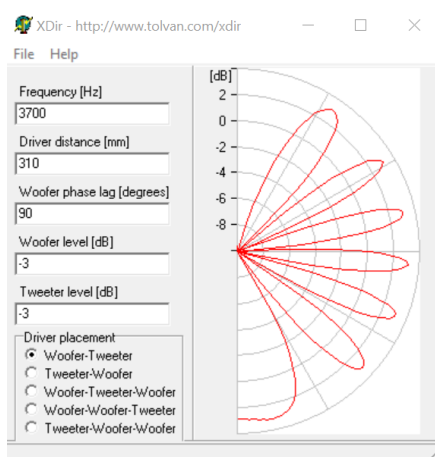 XDir - http://www.tolvan.com/xdir
File Help
Frequency [Hz]
3700
Driver distance [mm]
310
Woofer phase lag [degrees]
90
Woofer level [dB]
-3
Tweeter level [dB]
-3
Driver placement
Woofer-Tweeter
Tweeter-Woofer
Woofer-Tweeter-Woofer
Woofer-Woofer-Tweeter
Tweeter-Woofer-Woofer
[dB]
2
0
-2
-4
-6
-8